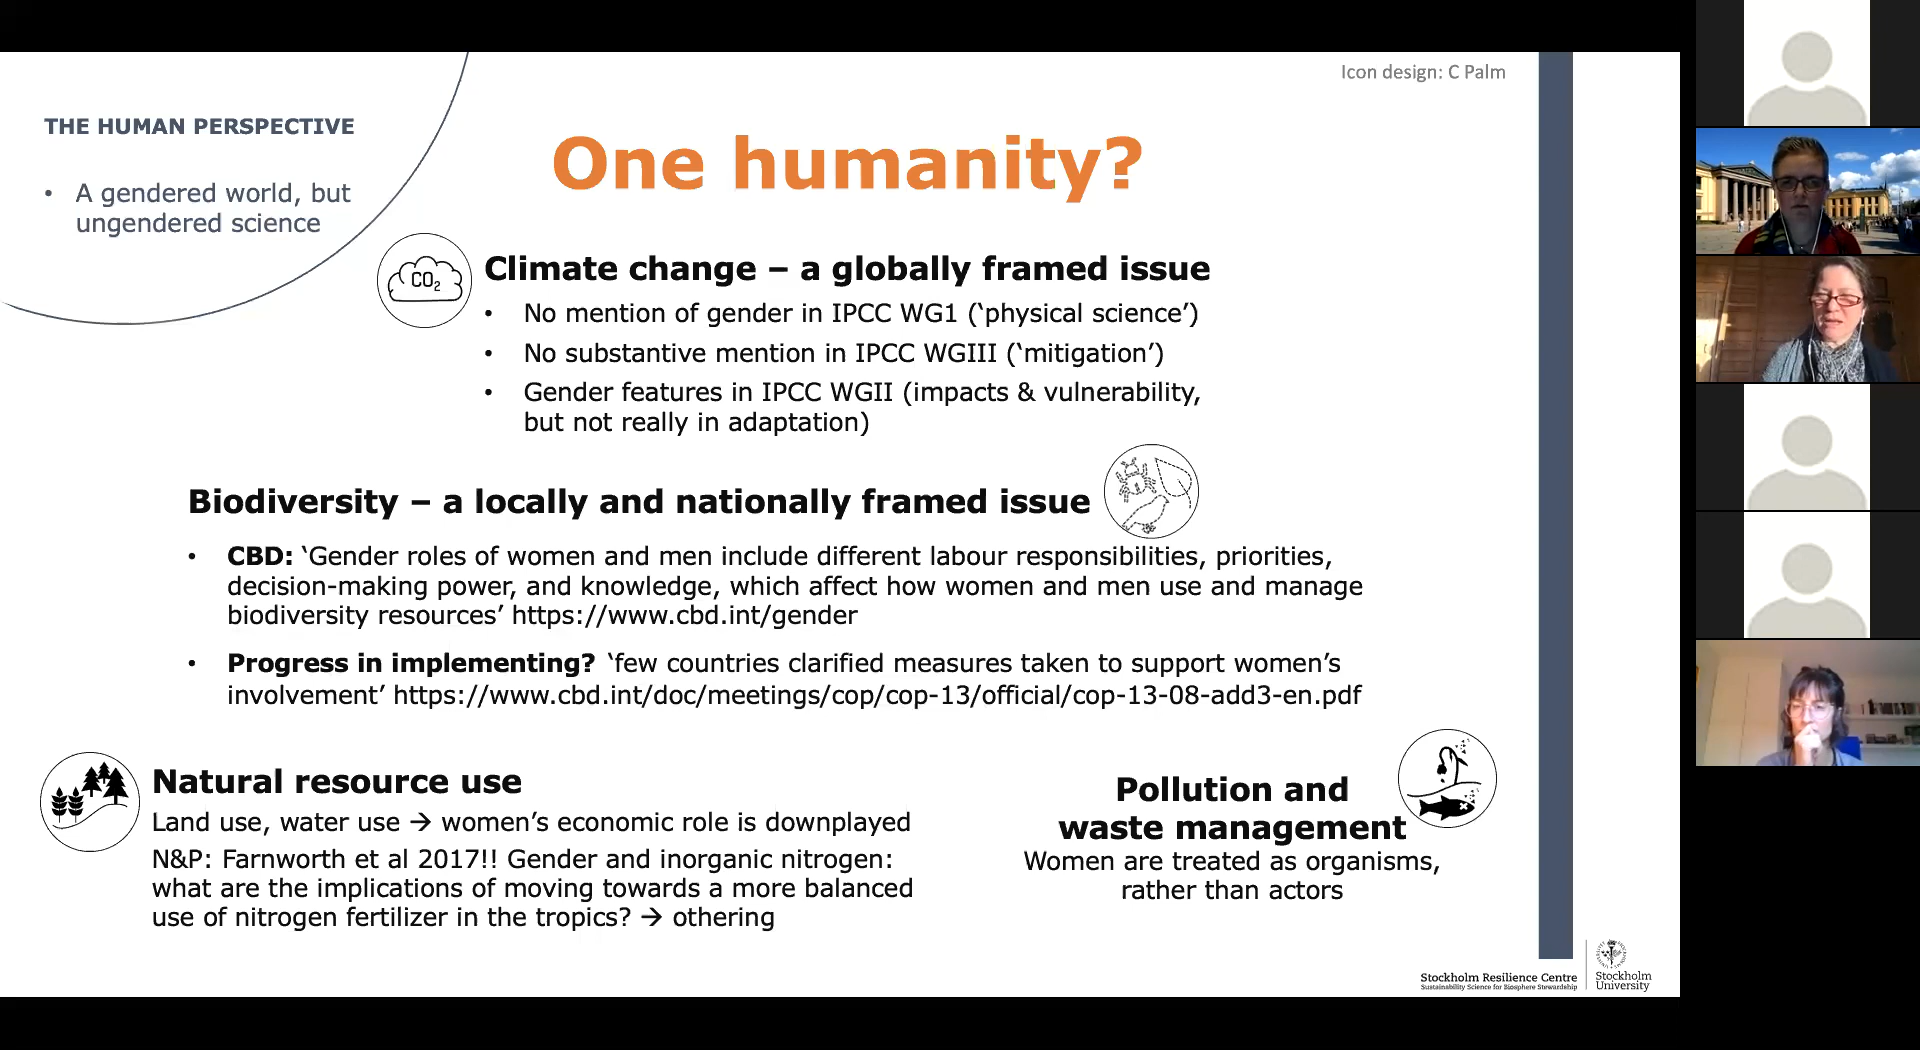 Icon design: C Palm
THE HUMAN PERSPECTIVE
• A gendered world, but
ungendered science
One humanity?
CO2
Climate change – a globally framed issue
• No mention of gender in IPCC WG1 (‘physical science’)
• No substantive mention in IPCC WGIII (‘mitigation’)
• Gender features in IPCC WGII (impacts & vulnerability,
but not really in adaptation)
Biodiversity – a locally and nationally framed issue
• CBD: ‘Gender roles of women and men include different labour responsibilities, priorities,
decision-making power, and knowledge, which affect how women and men use and manage
biodiversity resources’ https://www.cbd.int/gender
• Progress in implementing? ‘few countries clarified measures taken to support women’s
involvement’ https://www.cbd.int/doc/meetings/cop/cop-13/official/cop-13-08-add3-en.pdf
Natural resource use
Land use, water use → women’s economic role is downplayed
N&P: Farnworth et al 2017!! Gender and inorganic nitrogen:
what are the implications of moving towards a more balanced
use of nitrogen fertilizer in the tropics? → othering
Pollution and
waste management
Women are treated as organisms,
rather than actors
Stockholm Resilience Centre
Sustainability Science for Biosphere Stewardship
Stockholm
University